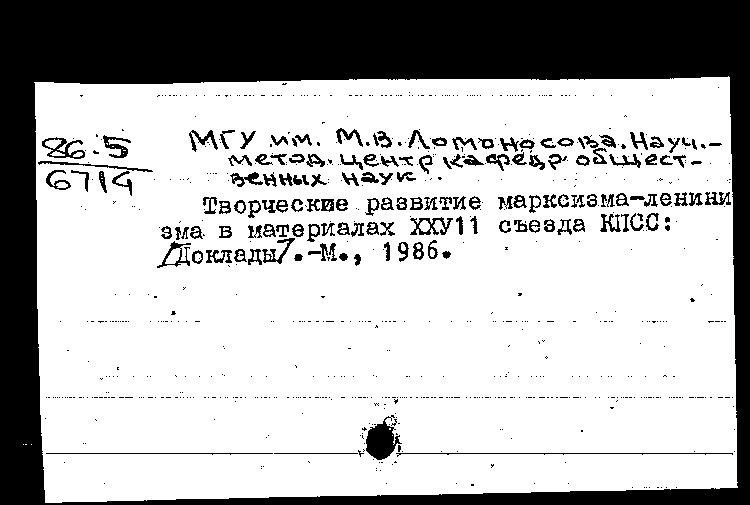 86.5
6714
МГУ им. М.В. Ломоносова. Науч.-
метод. центр кафедр общест-
венных наук.
Творческие развитие марксизма-ленини
зма в материалах ХХУ11 съезда КПСС:
/Доклады/.-М., 1986.